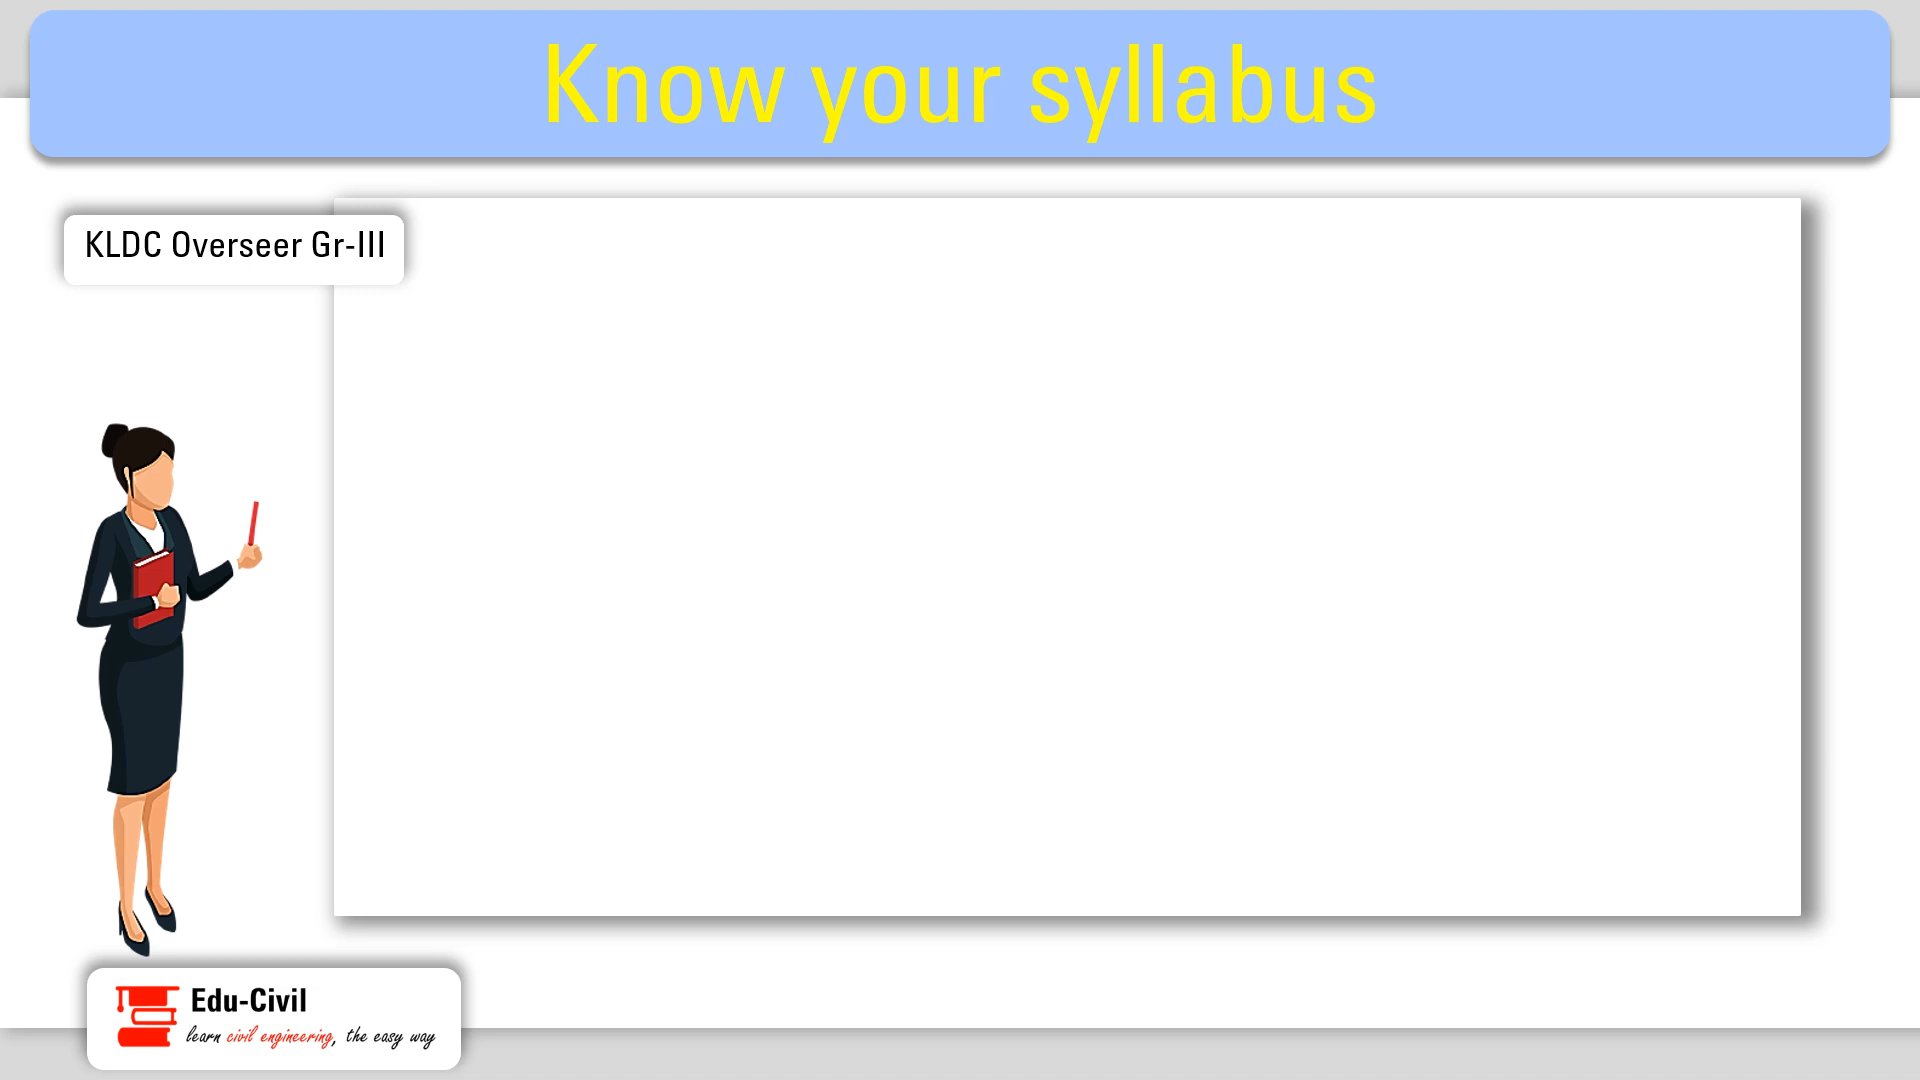 Know your syllabus
KLDC Overseer Gr-III
Edu-Civil
learn civil engineering, the easy way